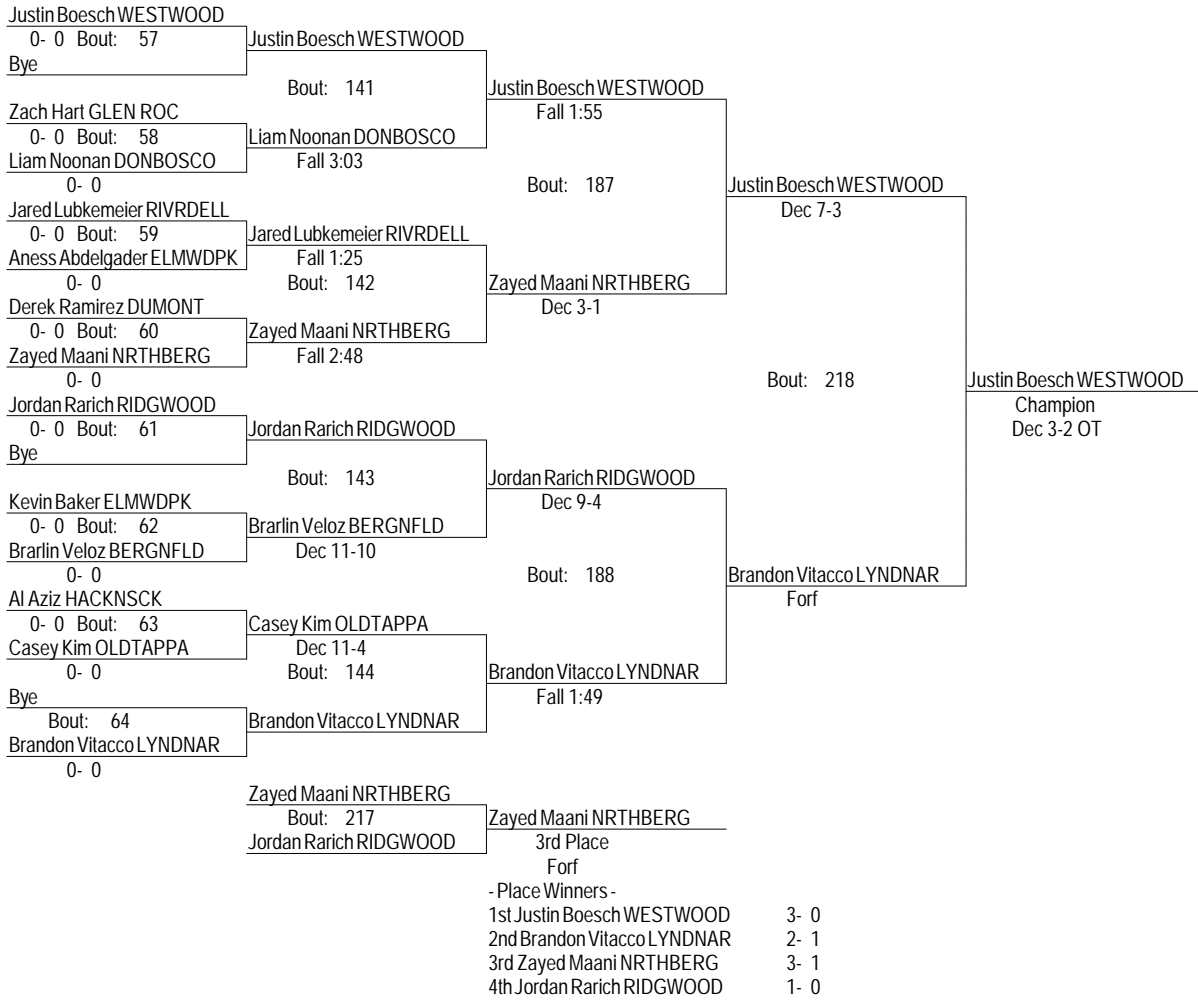 Justin Boesch WESTWOOD
0- 0 Bout: 57
Bye
Justin Boesch WESTWOOD
Bout: 141
Zach Hart GLEN ROC
0- 0 Bout: 58
Liam Noonan DONBOSCO
0- 0
Liam Noonan DONBOSCO
Fall 3:03
Justin Boesch WESTWOOD
Fall 1:55
Bout: 187
Jared Lubkemeier RIVRDELL
0- 0 Bout: 59
Aness Abdelgader ELMWDPK
0- 0
Jared Lubkemeier RIVRDELL
Fall 1:25
Bout: 142
Derek Ramirez DUMONT
0- 0 Bout: 60
Zayed Maani NRTHBERG
0- 0
Zayed Maani NRTHBERG
Fall 2:48
Zayed Maani NRTHBERG
Dec 3-1
Justin Boesch WESTWOOD
Dec 7-3
Bout: 218
Jordan Rarich RIDGWOOD
0- 0 Bout: 61
Bye
Jordan Rarich RIDGWOOD
Bout: 143
Kevin Baker ELMWDPK
0- 0 Bout: 62
Brarlin Veloz BERGNFLD
0- 0
Brarlin Veloz BERGNFLD
Dec 11-10
Jordan Rarich RIDGWOOD
Dec 9-4
Bout: 188
Al Aziz HACKNSCK
0- 0 Bout: 63
Casey Kim OLDTAPPA
0- 0
Casey Kim OLDTAPPA
Dec 11-4
Bout: 144
Bye
Bout: 64
Brandon Vitacco LYNDNAR
0- 0
Brandon Vitacco LYNDNAR
Brandon Vitacco LYNDNAR
Fall 1:49
Brandon Vitacco LYNDNAR
Forf
Justin Boesch WESTWOOD
Champion
Dec 3-2 OT
Zayed Maani NRTHBERG
Bout: 217
Jordan Rarich RIDGWOOD
Zayed Maani NRTHBERG
3rd Place
Forf
- Place Winners -
1st Justin Boesch WESTWOOD 3- 0
2nd Brandon Vitacco LYNDNAR 2- 1
3rd Zayed Maani NRTHBERG 3- 1
4th Jordan Rarich RIDGWOOD 1- 0